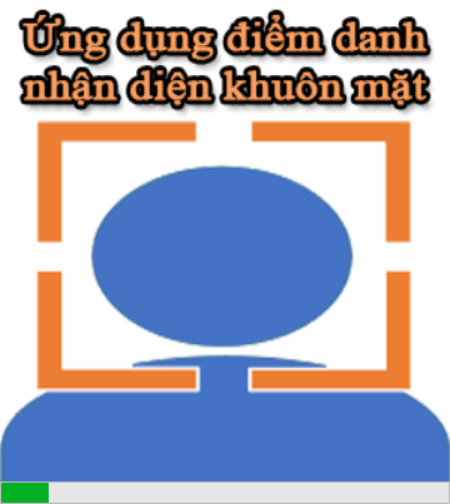 Ứng dụng điểm danh
nhận diện khuôn mặt